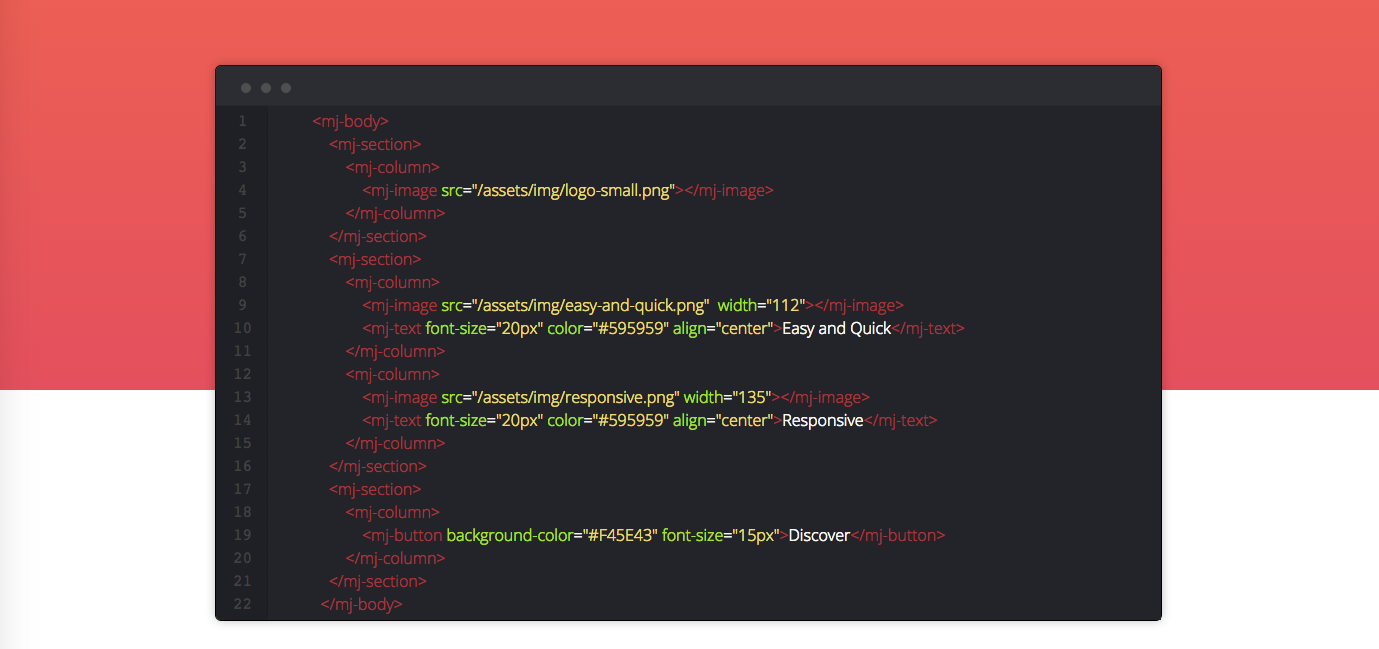 1 <mj-body>
2 <mj-section>
3 <mj-column>
4 <mj-image src="/assets/img/logo-small.png"></mj-image>
5 </mj-column>
6 </mj-section>
7 <mj-section>
8 <mj-column>
9 <mj-image src="/assets/img/easy-and-quick.png"  width="112"></mj-image>
10 <mj-text font-size="20px" color="#595959" align="center">Easy and Quick</mj-text>
11 </mj-column>
12 <mj-column>
13 <mj-image src="/assets/img/responsive.png" width="135"></mj-image>
14 <mj-text font-size="20px" color="#595959" align="center">Responsive</mj-text>
15 </mj-column>
16 </mj-section>
17 <mj-section>
18 <mj-column>
19 <mj-button background-color="#F45E43" font-size="15px">Discover</mj-button>
20 </mj-column>
21 </mj-section>
22 </mj-body>